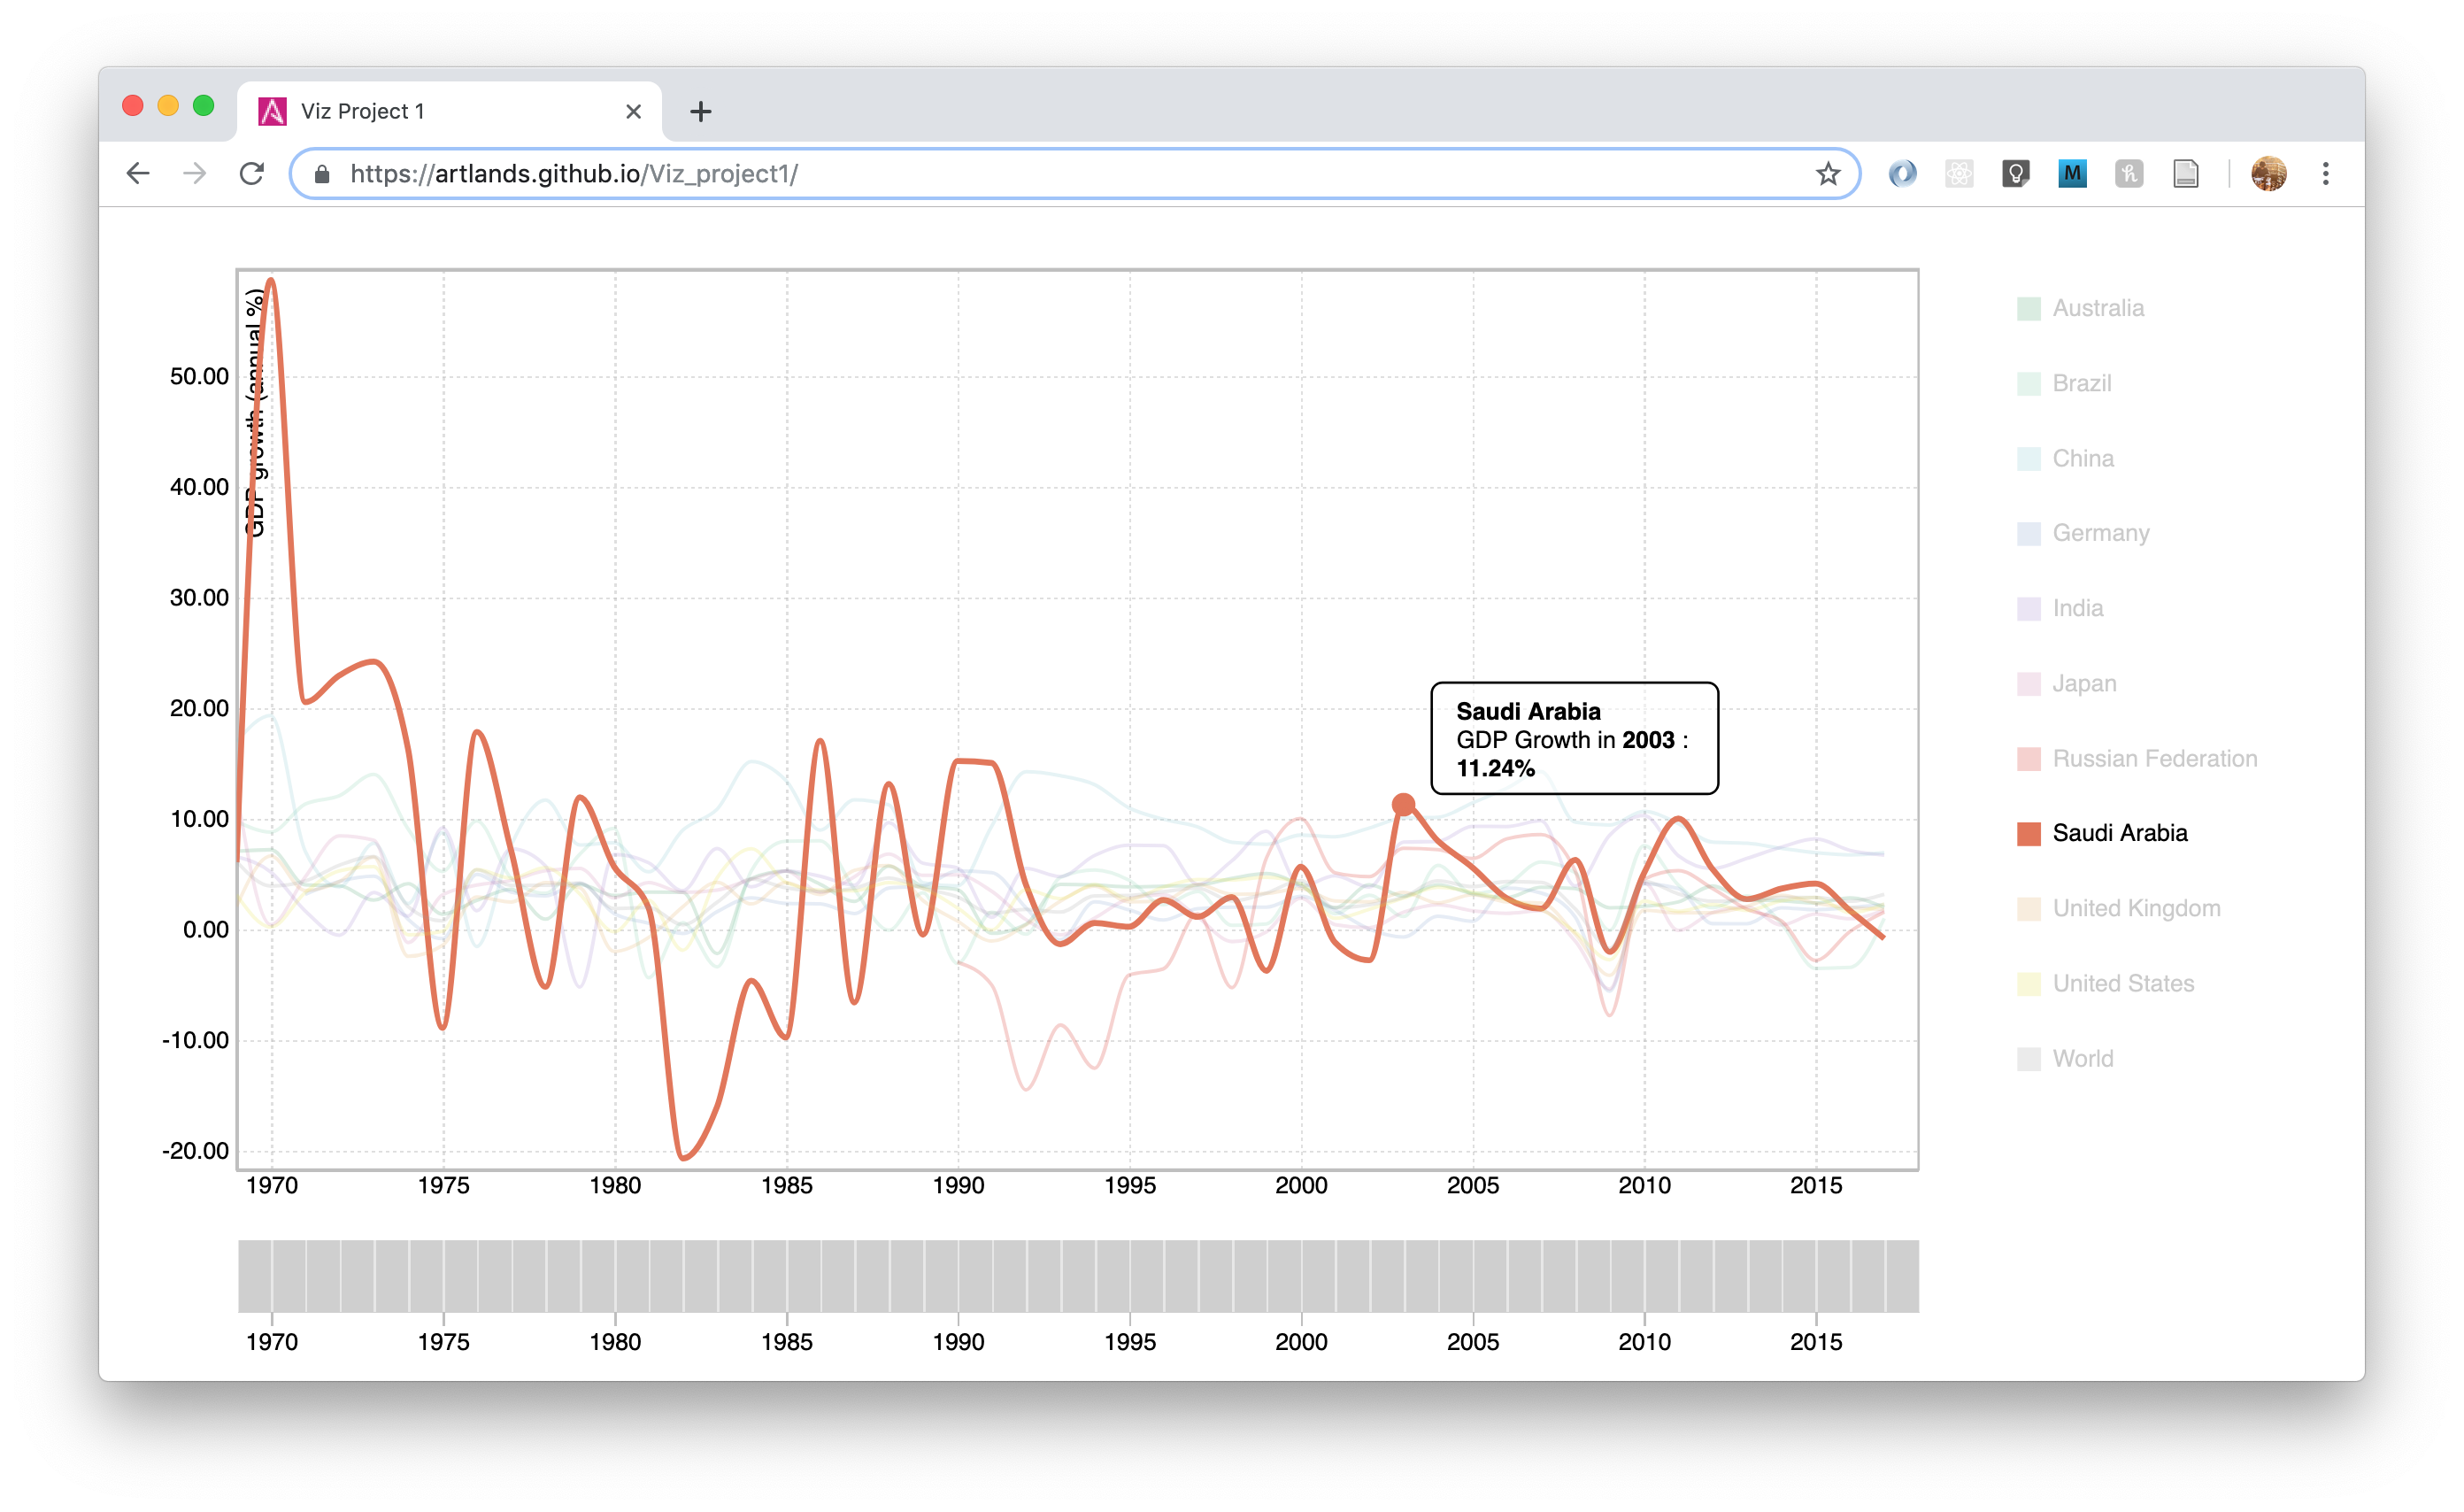 Viz Project 1
https://artlands.github.io/Viz_project1/
M
GDP growth (annual %)
50.00
40.00
30.00
20.00
10.00
0.00
-10.00
-20.00
1970 1975 1980 1985 1990 1995 2000 2005 2010 2015
Saudi Arabia
GDP Growth in 2003 :
11.24%
Australia
Brazil
China
Germany
India
Japan
Russian Federation
Saudi Arabia
United Kingdom
United States
World
1970 1975 1980 1985 1990 1995 2000 2005 2010 2015